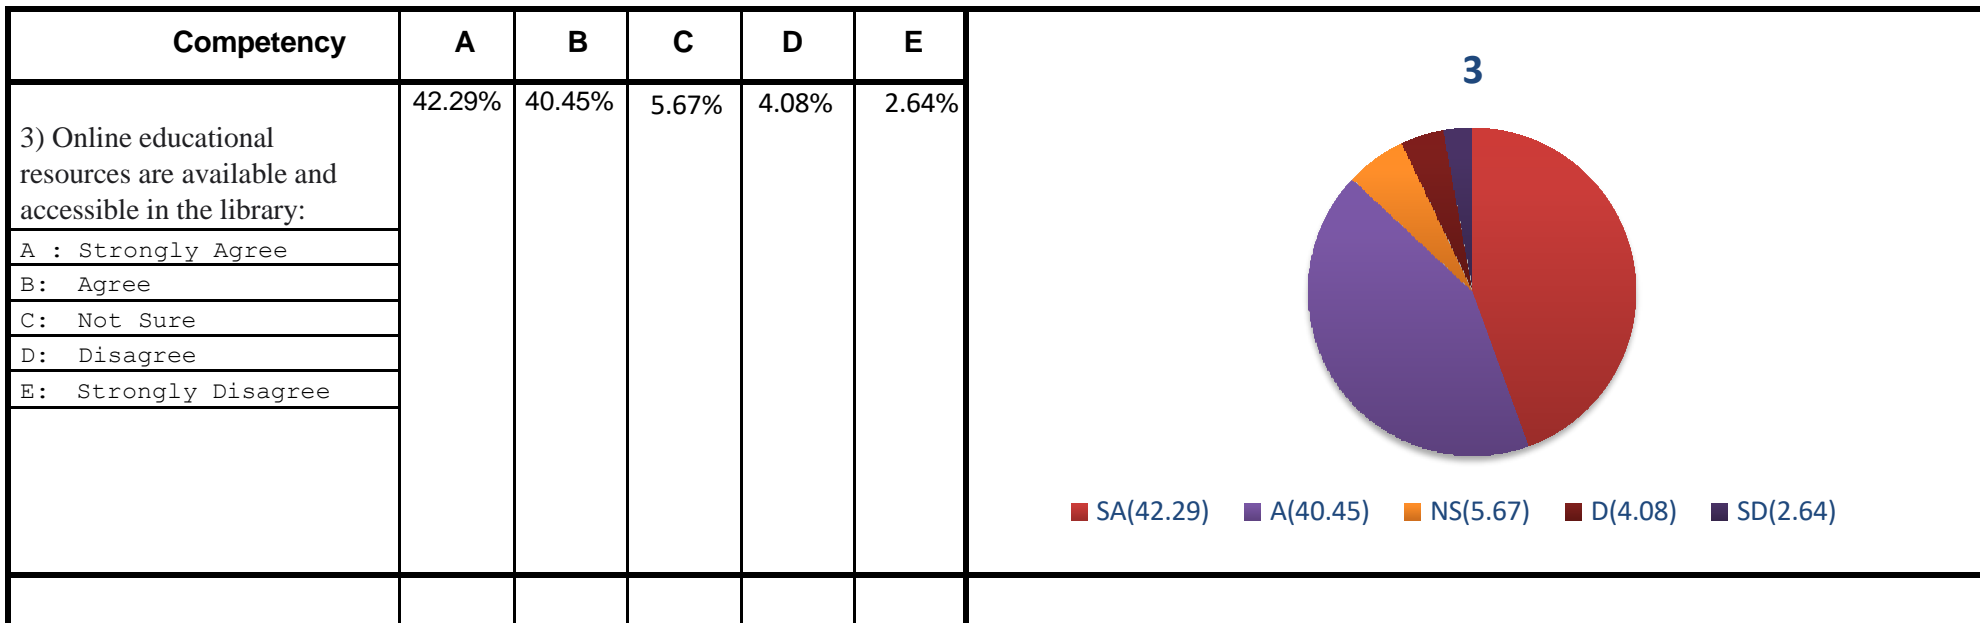 Competency A B C D E
42.29% 40.45% 5.67% 4.08% 2.64%
3) Online educational
resources are available and
accessible in the library:
A : Strongly Agree
B: Agree
C: Not Sure
D: Disagree
E: Strongly Disagree
3
SA(42.29) A(40.45) NS(5.67) D(4.08) SD(2.64)